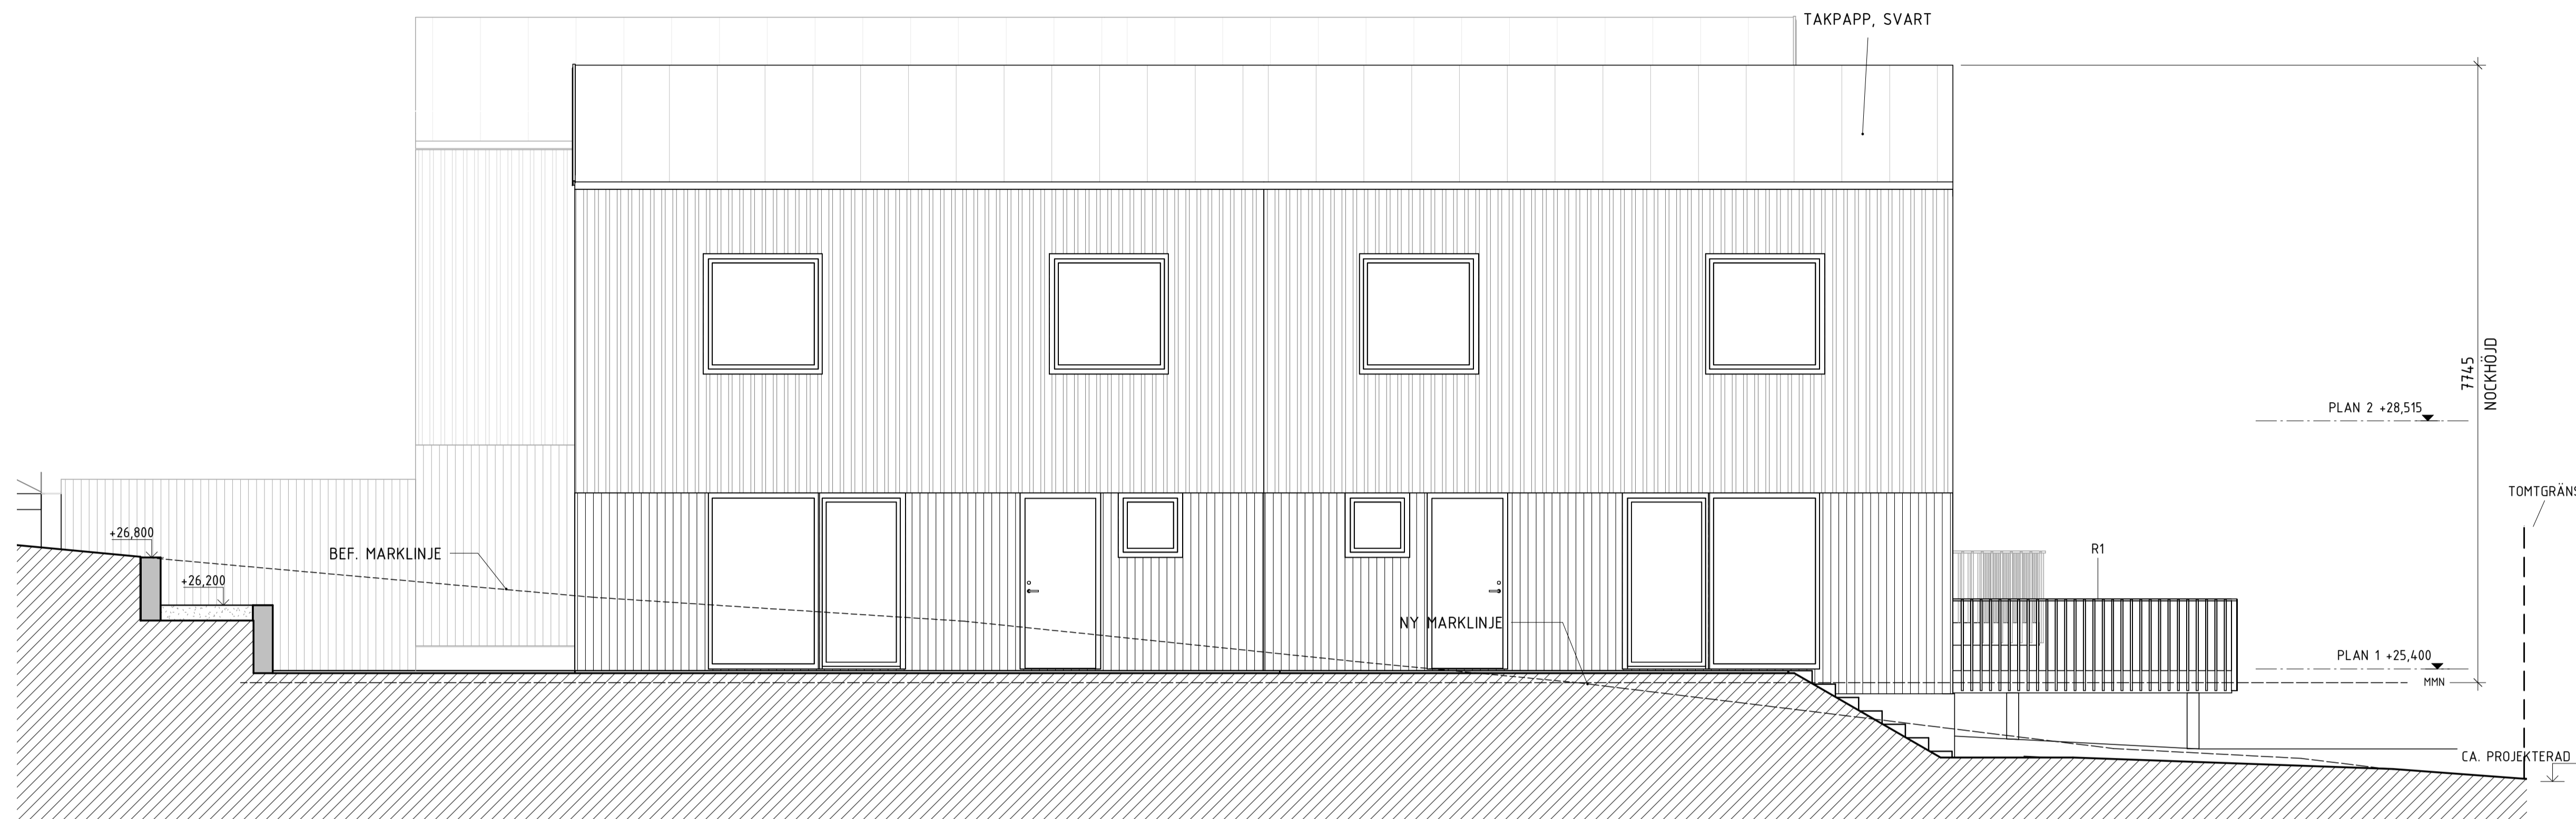 TAKPAPP, SVART
7745
NOCKHÖJD
PLAN 2 +28,515
TOMTGRÄNS
+26,800
BEF. MARKLINJE
R1
+26,200
NY MARKLINJE
PLAN 1 +25,400
MMN
CA. PROJEKTERAD